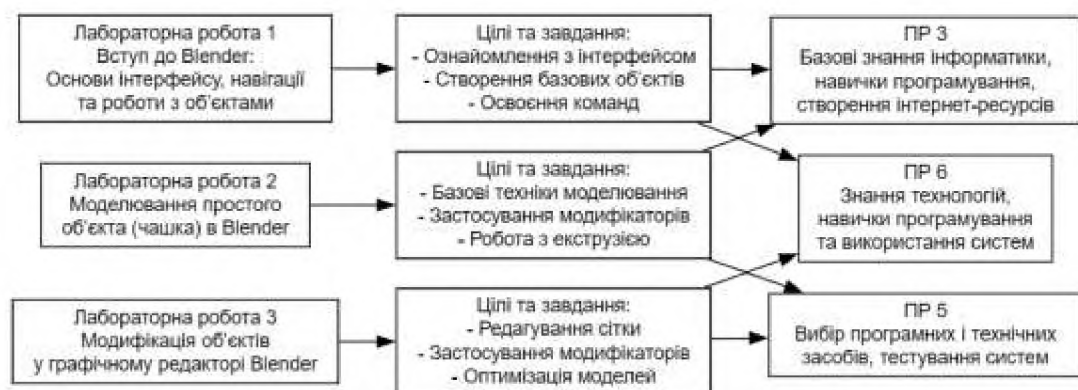 Лабораторна робота 1
Вступ до Blender:
Основи інтерфейсу, навігації
та роботи з об'єктами
Цілі та завдання:
- Ознайомлення з інтерфейсом
- Створення базових об'єктів
- Освоєння команд
ПР 3
Базові знання інформатики,
навички програмування,
створення інтернет-ресурсів
Лабораторна робота 2
Моделювання простого
об'єкта (чашка) в Blender
Цілі та завдання:
- Базові техніки моделювання
- Застосування модифікаторів
- Робота з екструзією
ПР 6
Знання технологій,
навички програмування
та використання систем
Лабораторна робота 3
Модифікація об'єктів
у графічному редакторі Blender
Цілі та завдання:
- Редагування сітки
- Застосування модифікаторів
- Оптимізація моделей
ПР 5
Вибір програмних і технічних
засобів, тестування систем